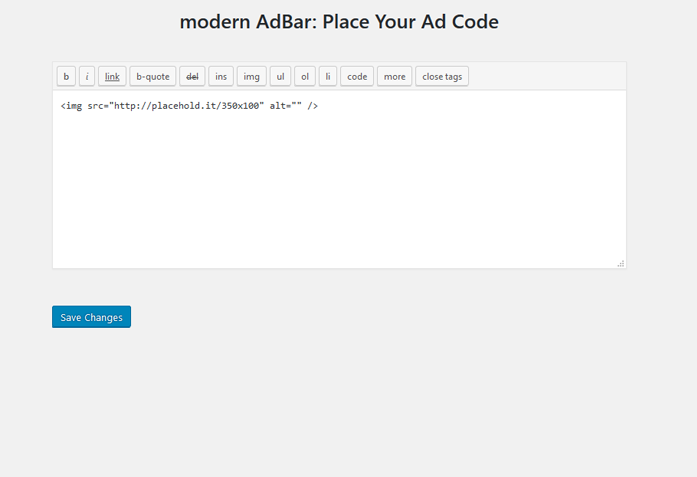 modern AdBar: Place Your Ad Code
b i link b-quote del ins img ul ol li code more close tags
<img src="http://placehold.it/350x100" alt="" />
Save Changes